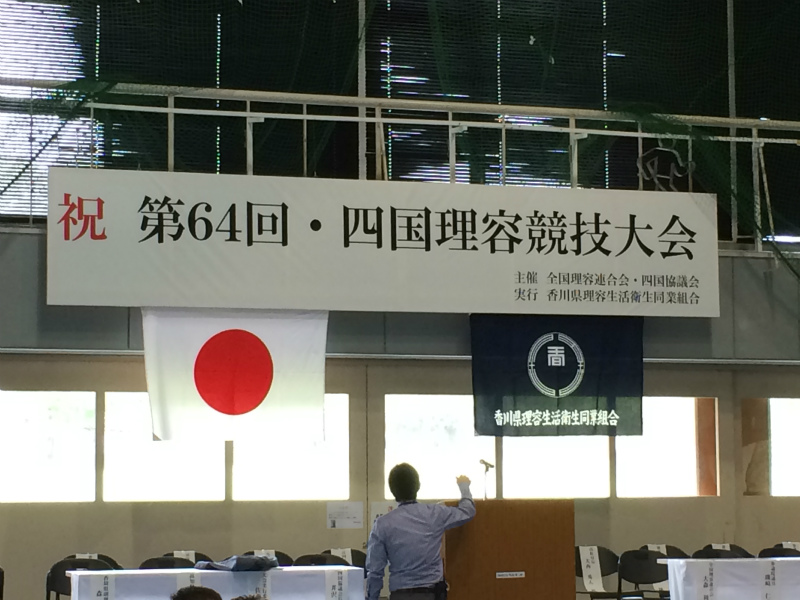 祝 第64回・四国理容競技大会
主催 全国理容連合会・四国協議会
実行 香川県理容生活衛生同業組合
香
香川県理容生活衛生同業組合